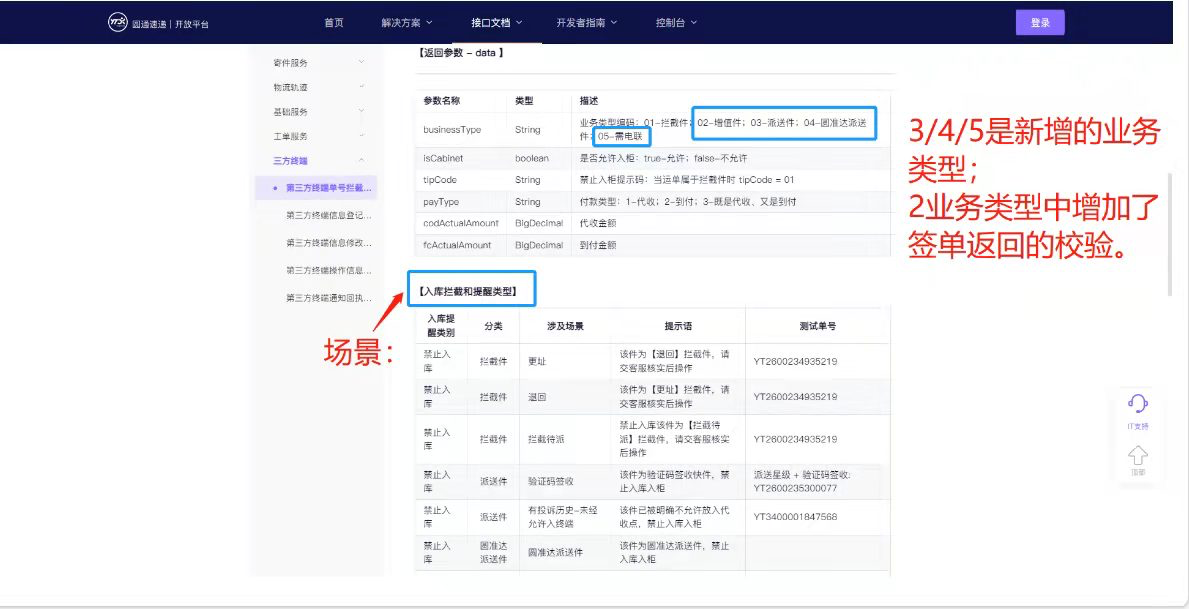 圆通速递 | 开放平台 首页 解决方案 接口文档 开发者指南 控制台 登录
寄件服务
物流轨迹
基础服务
工单服务
三方终端
第三方终端单号拦截...
第三方终端信息登记...
第三方终端信息修改...
第三方终端操作信息...
第三方终端通知回执...
【返回参数 – data 】
参数名称 类型 描述
businessType String 业务类型编码：01–拦截件；02–增值件；03–派送件；04–圆准达派送
件；05–需电联
isCabinet boolean 是否允许入柜：true–允许；false–不允许
tipCode String 禁止入柜提示码：当运单属于拦截件时 tipCode = 01
payType String 付款类型：1–代收；2–到付；3–既是代收、又是到付
codActualAmount BigDecimal 代收金额
fcActualAmount BigDecimal 到付金额
3/4/5是新增的业务
类型；
2业务类型中增加了
签单返回的校验。
【入库拦截和提醒类型】
场景：
入库提
醒类别 分类 涉及场景 提示语 测试单号
禁止入
库 拦截件 更址 该件为【退回】拦截件，请
交客服核实后操作 YT2600234935219
禁止入
库 拦截件 退回 该件为【更址】拦截件，请
交客服核实后操作 YT2600234935219
禁止入
库 拦截件 拦截待派 禁止入库该件为【拦截待
派】拦截件，请交客服核实
后操作 YT2600234935219
禁止入
库 派送件 验证码签收 该件为验证码签收快件，禁
止入库入柜 派送星级 + 验证码签收:
YT2600235300077
禁止入
库 派送件 有投诉历史–未经
允许入终端 该件已被明确不允许放入代
收点，禁止入库入柜 YT3400001847568
禁止入
库 圆准达
派送件 圆准达派送件 该件为圆准达派送件，禁止
入库入柜
IT支持
顶部